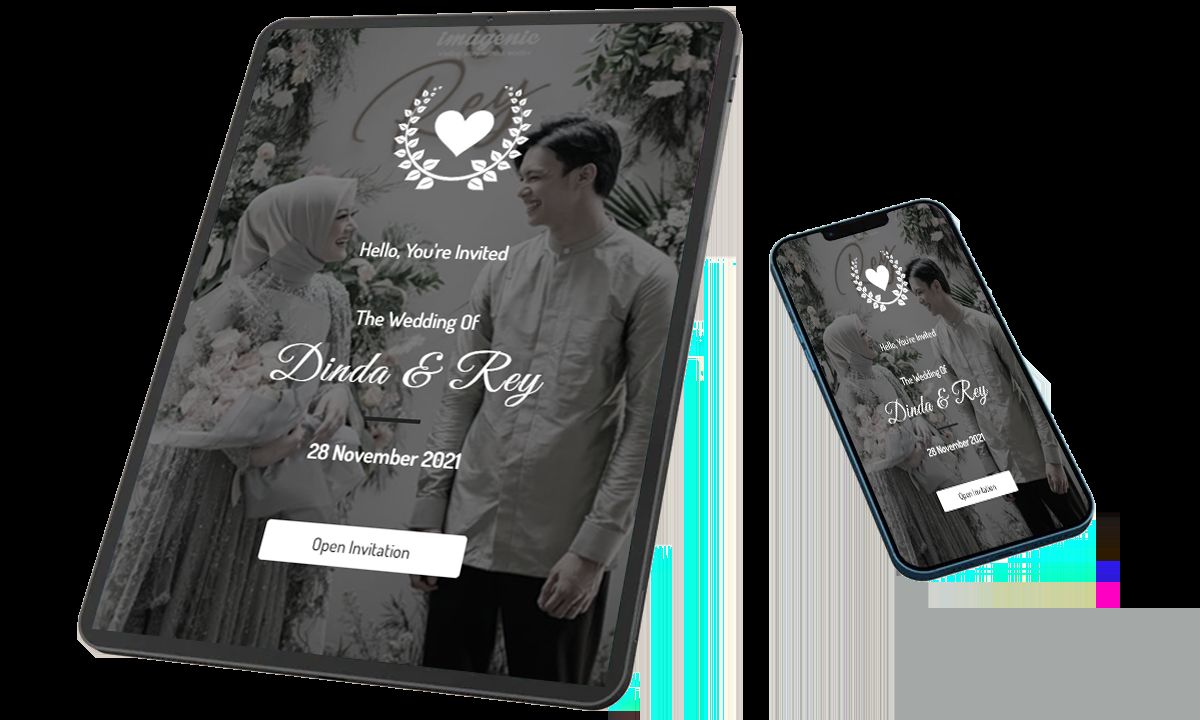 imagenic
Rey
Hello, You're Invited
The Wedding Of
Dinda & Rey
28 November 2021
Open Invitation
Hello, You're Invited
The Wedding Of
Dinda & Rey
28 November 2021
Open Invitation